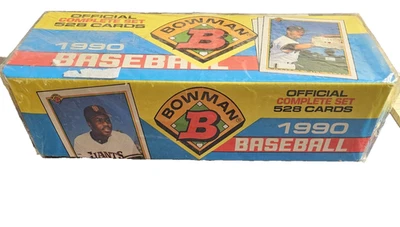 OFFICIAL
COMPLETE SET
528 CARDS
1990
BASEBALL
BOWMAN
B
OFFICIAL
COMPLETE SET
528 CARDS
1990
BASEBALL
BOWMAN
B
GIANTS